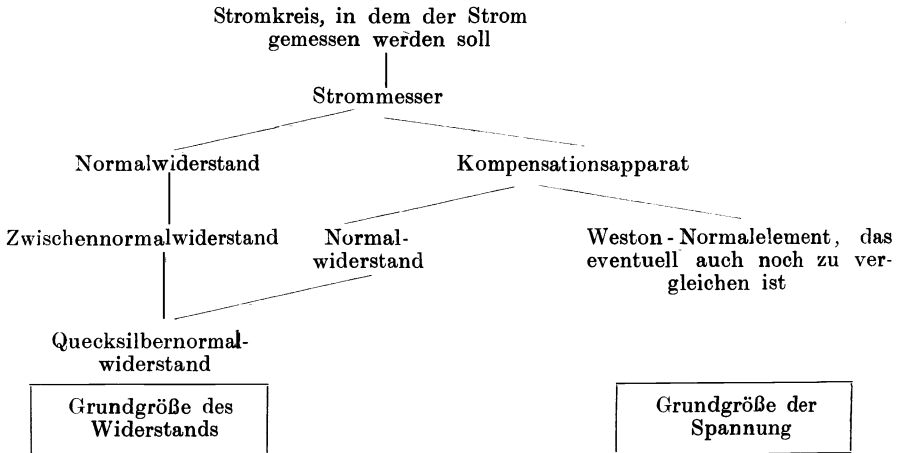 Stromkreis, in dem der Strom
gemessen werden soll
Strommesser
Normalwiderstand
Kompensationsapparat
Zwischennormalwiderstand
Normal-
widerstand
Weston-Normalelement, das
eventuell auch noch zu ver-
gleichen ist
Quecksilbernormal-
widerstand
Grundgröße des
Widerstands
Grundgröße der
Spannung